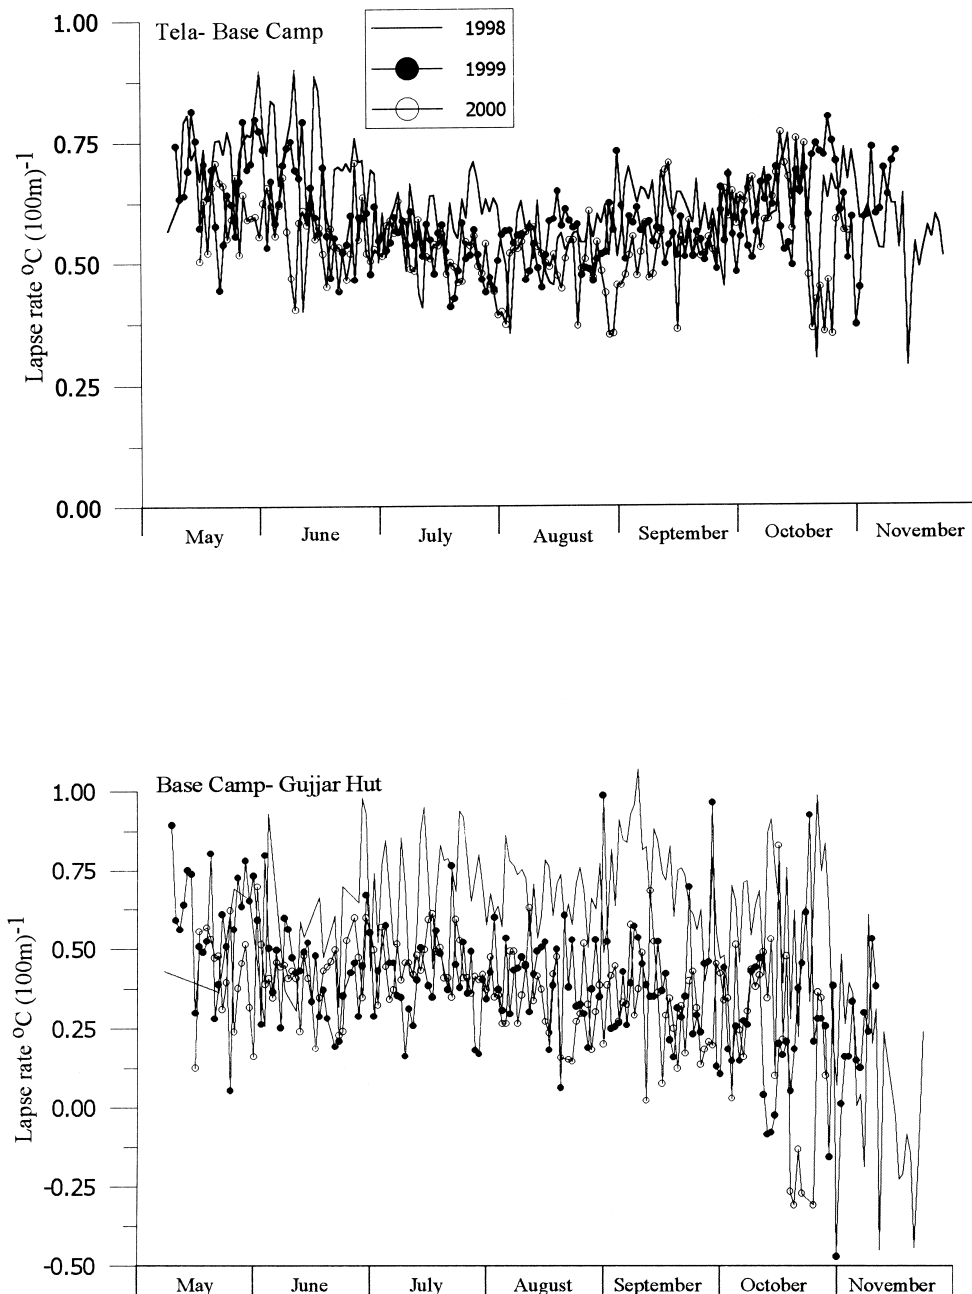 Tela- Base Camp
1998
1999
2000
Lapse rate ºC (100m)⁻¹
1.00
0.75
0.50
0.25
0.00
May June July August September October November
Base Camp- Gujjar Hut
Lapse rate ºC (100m)⁻¹
1.00
0.75
0.50
0.25
0.00
-0.25
-0.50
May June July August September October November